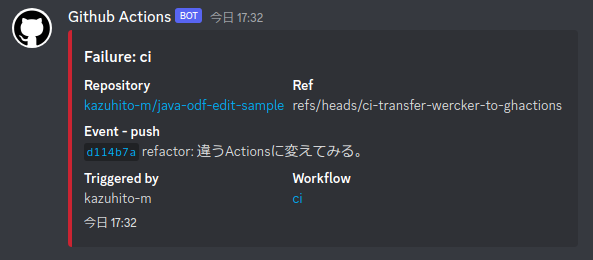 Github Actions BOT 今日 17:32
Failure: ci
Repository Ref
kazuhito-m/java-odf-edit-sample refs/heads/ci-transfer-wercker-to-ghactions
Event - push
d114b7a refactor: 違うActionsに変えてみる。
Triggered by Workflow
kazuhito-m ci
今日 17:32